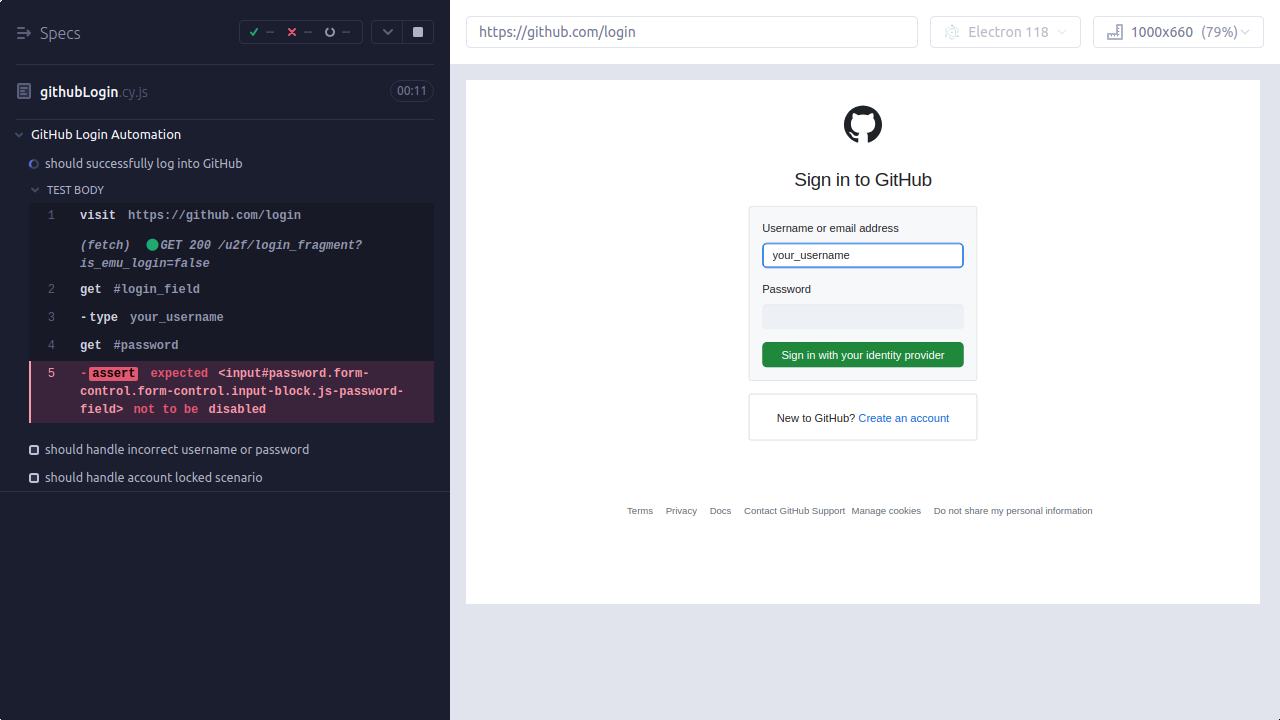 Specs
--
--
--
githubLogin.cy.js
00:11
GitHub Login Automation
should successfully log into GitHub
TEST BODY
1 visit https://github.com/login
(fetch) GET 200 /u2f/login_fragment?
is_emu_login=false
2 get #login_field
3 -type your_username
4 get #password
5 -assert expected <input#password.form-
control.form-control.input-block.js-password-
field> not to be disabled
should handle incorrect username or password
should handle account locked scenario
https://github.com/login
Electron 118
1000x660 (79%)
Sign in to GitHub
Username or email address
your_username
Password
Sign in with your identity provider
New to GitHub? Create an account
Terms Privacy Docs Contact GitHub Support Manage cookies Do not share my personal information